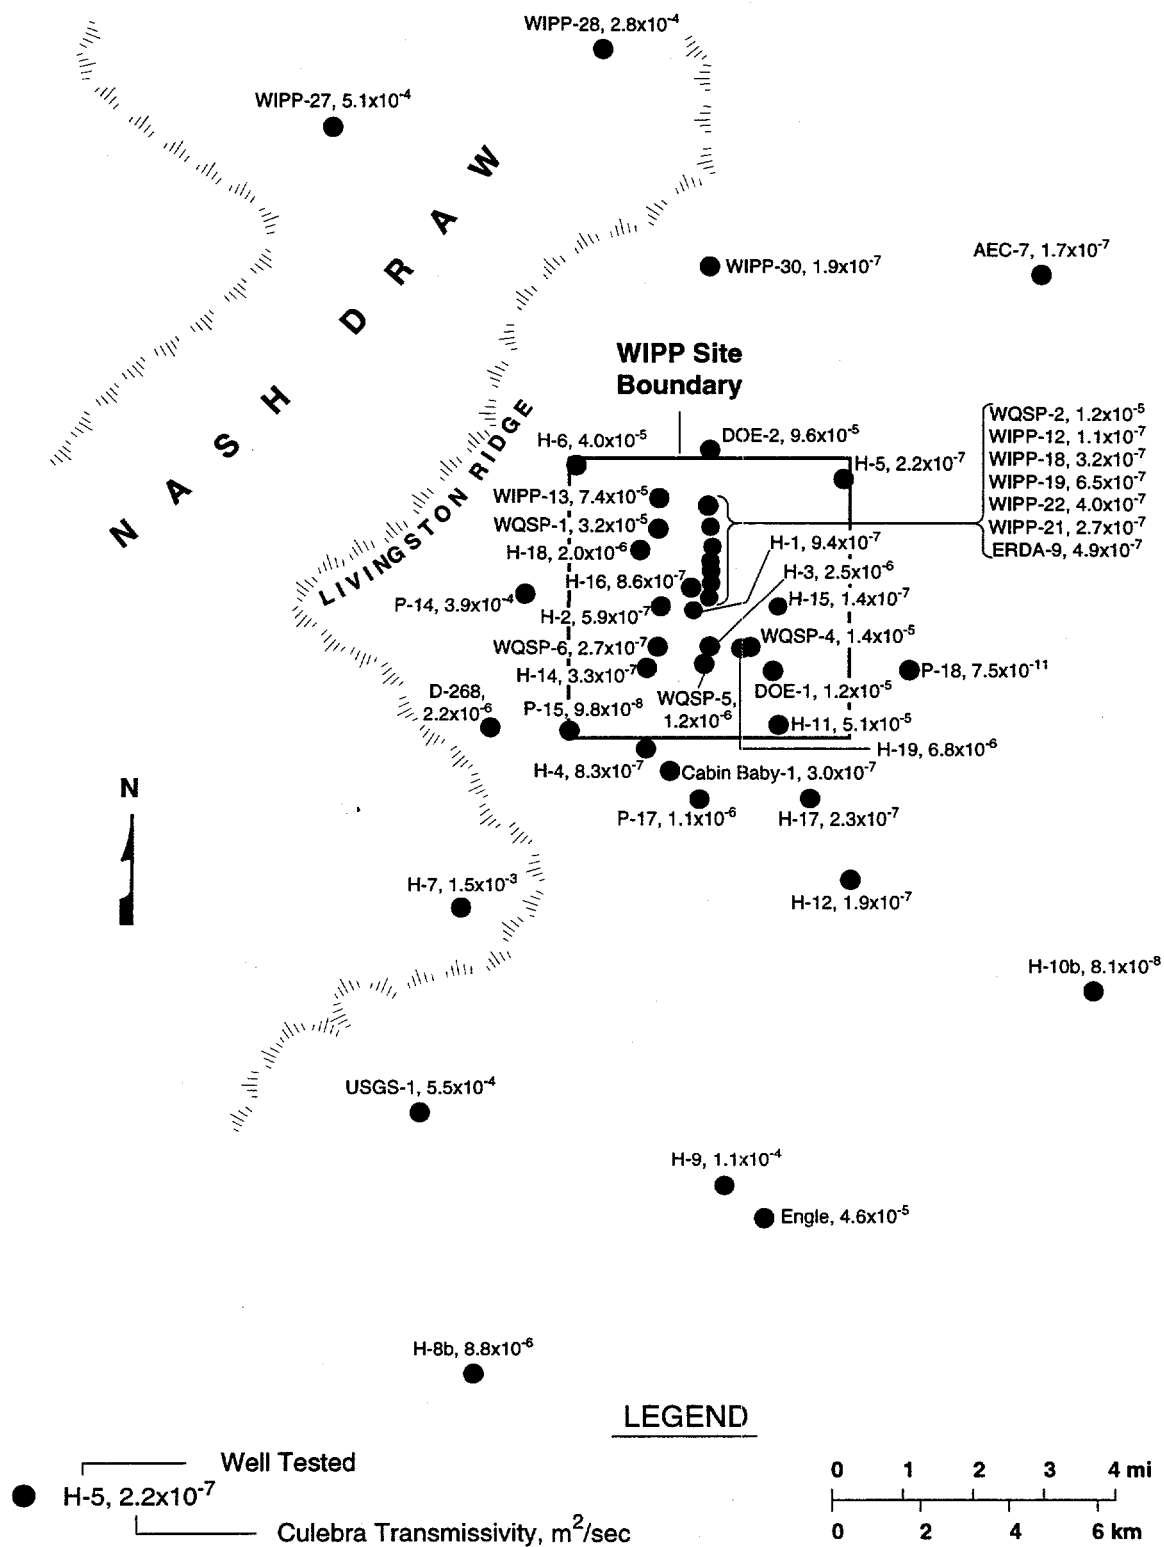 WIPP-28, 2.8x10⁻⁴
WIPP-27, 5.1x10⁻⁴
NASH DRAW
WIPP-30, 1.9x10⁻⁷
AEC-7, 1.7x10⁻⁷
WIPP Site
Boundary
LIVINGSTON RIDGE
H-6, 4.0x10⁻⁵
DOE-2, 9.6x10⁻⁵
H-5, 2.2x10⁻⁷
WQSP-2, 1.2x10⁻⁵
WIPP-12, 1.1x10⁻⁷
WIPP-18, 3.2x10⁻⁷
WIPP-19, 6.5x10⁻⁷
WIPP-22, 4.0x10⁻⁷
WIPP-21, 2.7x10⁻⁷
ERDA-9, 4.9x10⁻⁷
WIPP-13, 7.4x10⁻⁵
WQSP-1, 3.2x10⁻⁵
H-18, 2.0x10⁻⁶
H-1, 9.4x10⁻⁷
H-3, 2.5x10⁻⁶
H-16, 8.6x10⁻⁷
H-15, 1.4x10⁻⁷
P-14, 3.9x10⁻⁴
H-2, 5.9x10⁻⁷
WQSP-6, 2.7x10⁻⁷
WQSP-4, 1.4x10⁻⁵
H-14, 3.3x10⁻⁷
P-18, 7.5x10⁻¹¹
DOE-1, 1.2x10⁻⁵
WQSP-5,
1.2x10⁻⁶
D-268,
2.2x10⁻⁶
P-15, 9.8x10⁻⁸
H-11, 5.1x10⁻⁵
H-19, 6.8x10⁻⁶
H-4, 8.3x10⁻⁷
Cabin Baby-1, 3.0x10⁻⁷
P-17, 1.1x10⁻⁶
H-17, 2.3x10⁻⁷
N
H-7, 1.5x10⁻³
H-12, 1.9x10⁻⁷
H-10b, 8.1x10⁻⁸
USGS-1, 5.5x10⁻⁴
H-9, 1.1x10⁻⁴
Engle, 4.6x10⁻⁵
H-8b, 8.8x10⁻⁶
LEGEND
Well Tested
H-5, 2.2x10⁻⁷
Culebra Transmissivity, m²/sec
0 1 2 3 4 mi
0 2 4 6 km